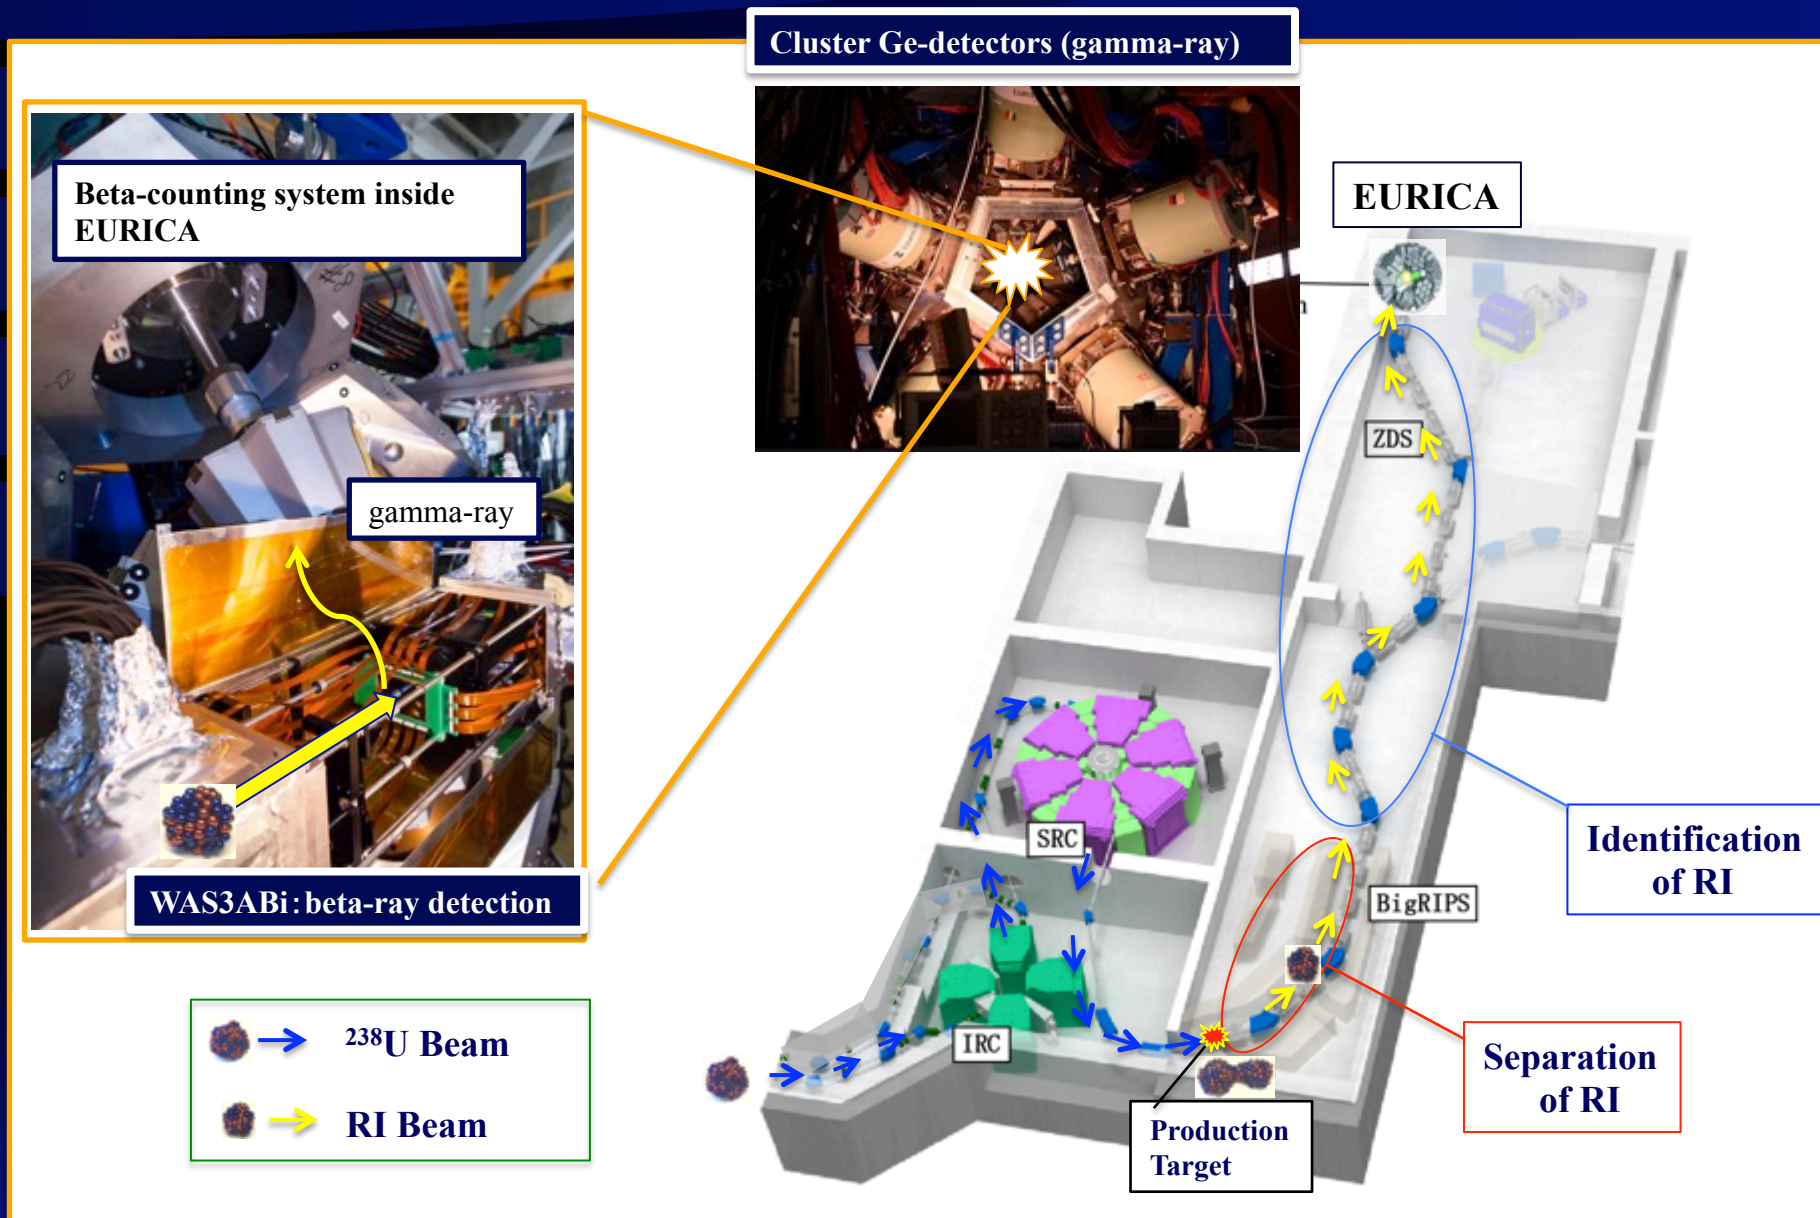 Cluster Ge-detectors (gamma-ray)
Beta-counting system inside
EURICA
EURICA
gamma-ray
ZDS
SRC
Identification
of RI
BigRIPS
WAS3ABi:beta-ray detection
IRC
238U Beam
RI Beam
Separation
of RI
Production
Target